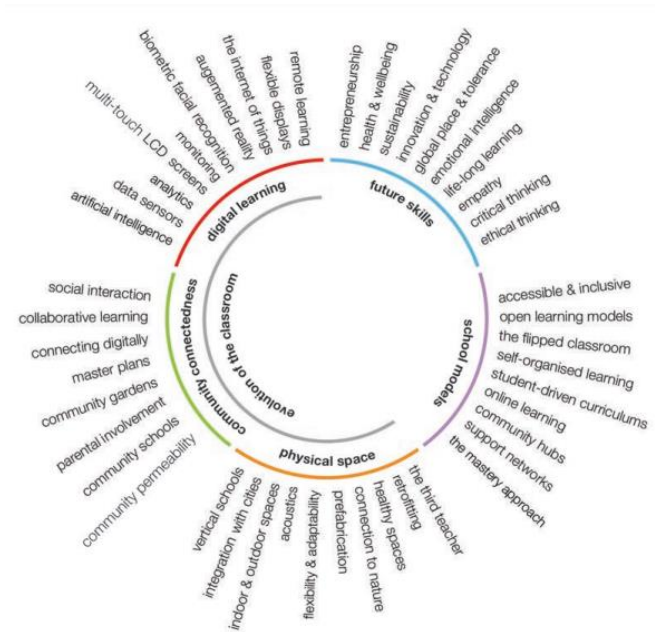 digital learning
artificial intelligence
data sensors
analytics
multi-touch LCD screens
monitoring
biometric facial recognition
augmented reality
the internet of things
flexible displays
remote learning
future skills
entrepreneurship
health & wellbeing
sustainability
innovation & technology
global place & tolerance
emotional intelligence
life-long learning
empathy
critical thinking
ethical thinking
school models
accessible & inclusive
open learning models
the flipped classroom
self-organised learning
student-driven curriculums
online learning
community hubs
support networks
the mastery approach
physical space
the third teacher
retrofitting
healthy spaces
connection to nature
prefabrication
flexibility & adaptability
acoustics
indoor & outdoor spaces
integration with cities
vertical schools
community connectedness
social interaction
collaborative learning
connecting digitally
master plans
community gardens
parental involvement
community schools
community permeability
evolution of the classroom